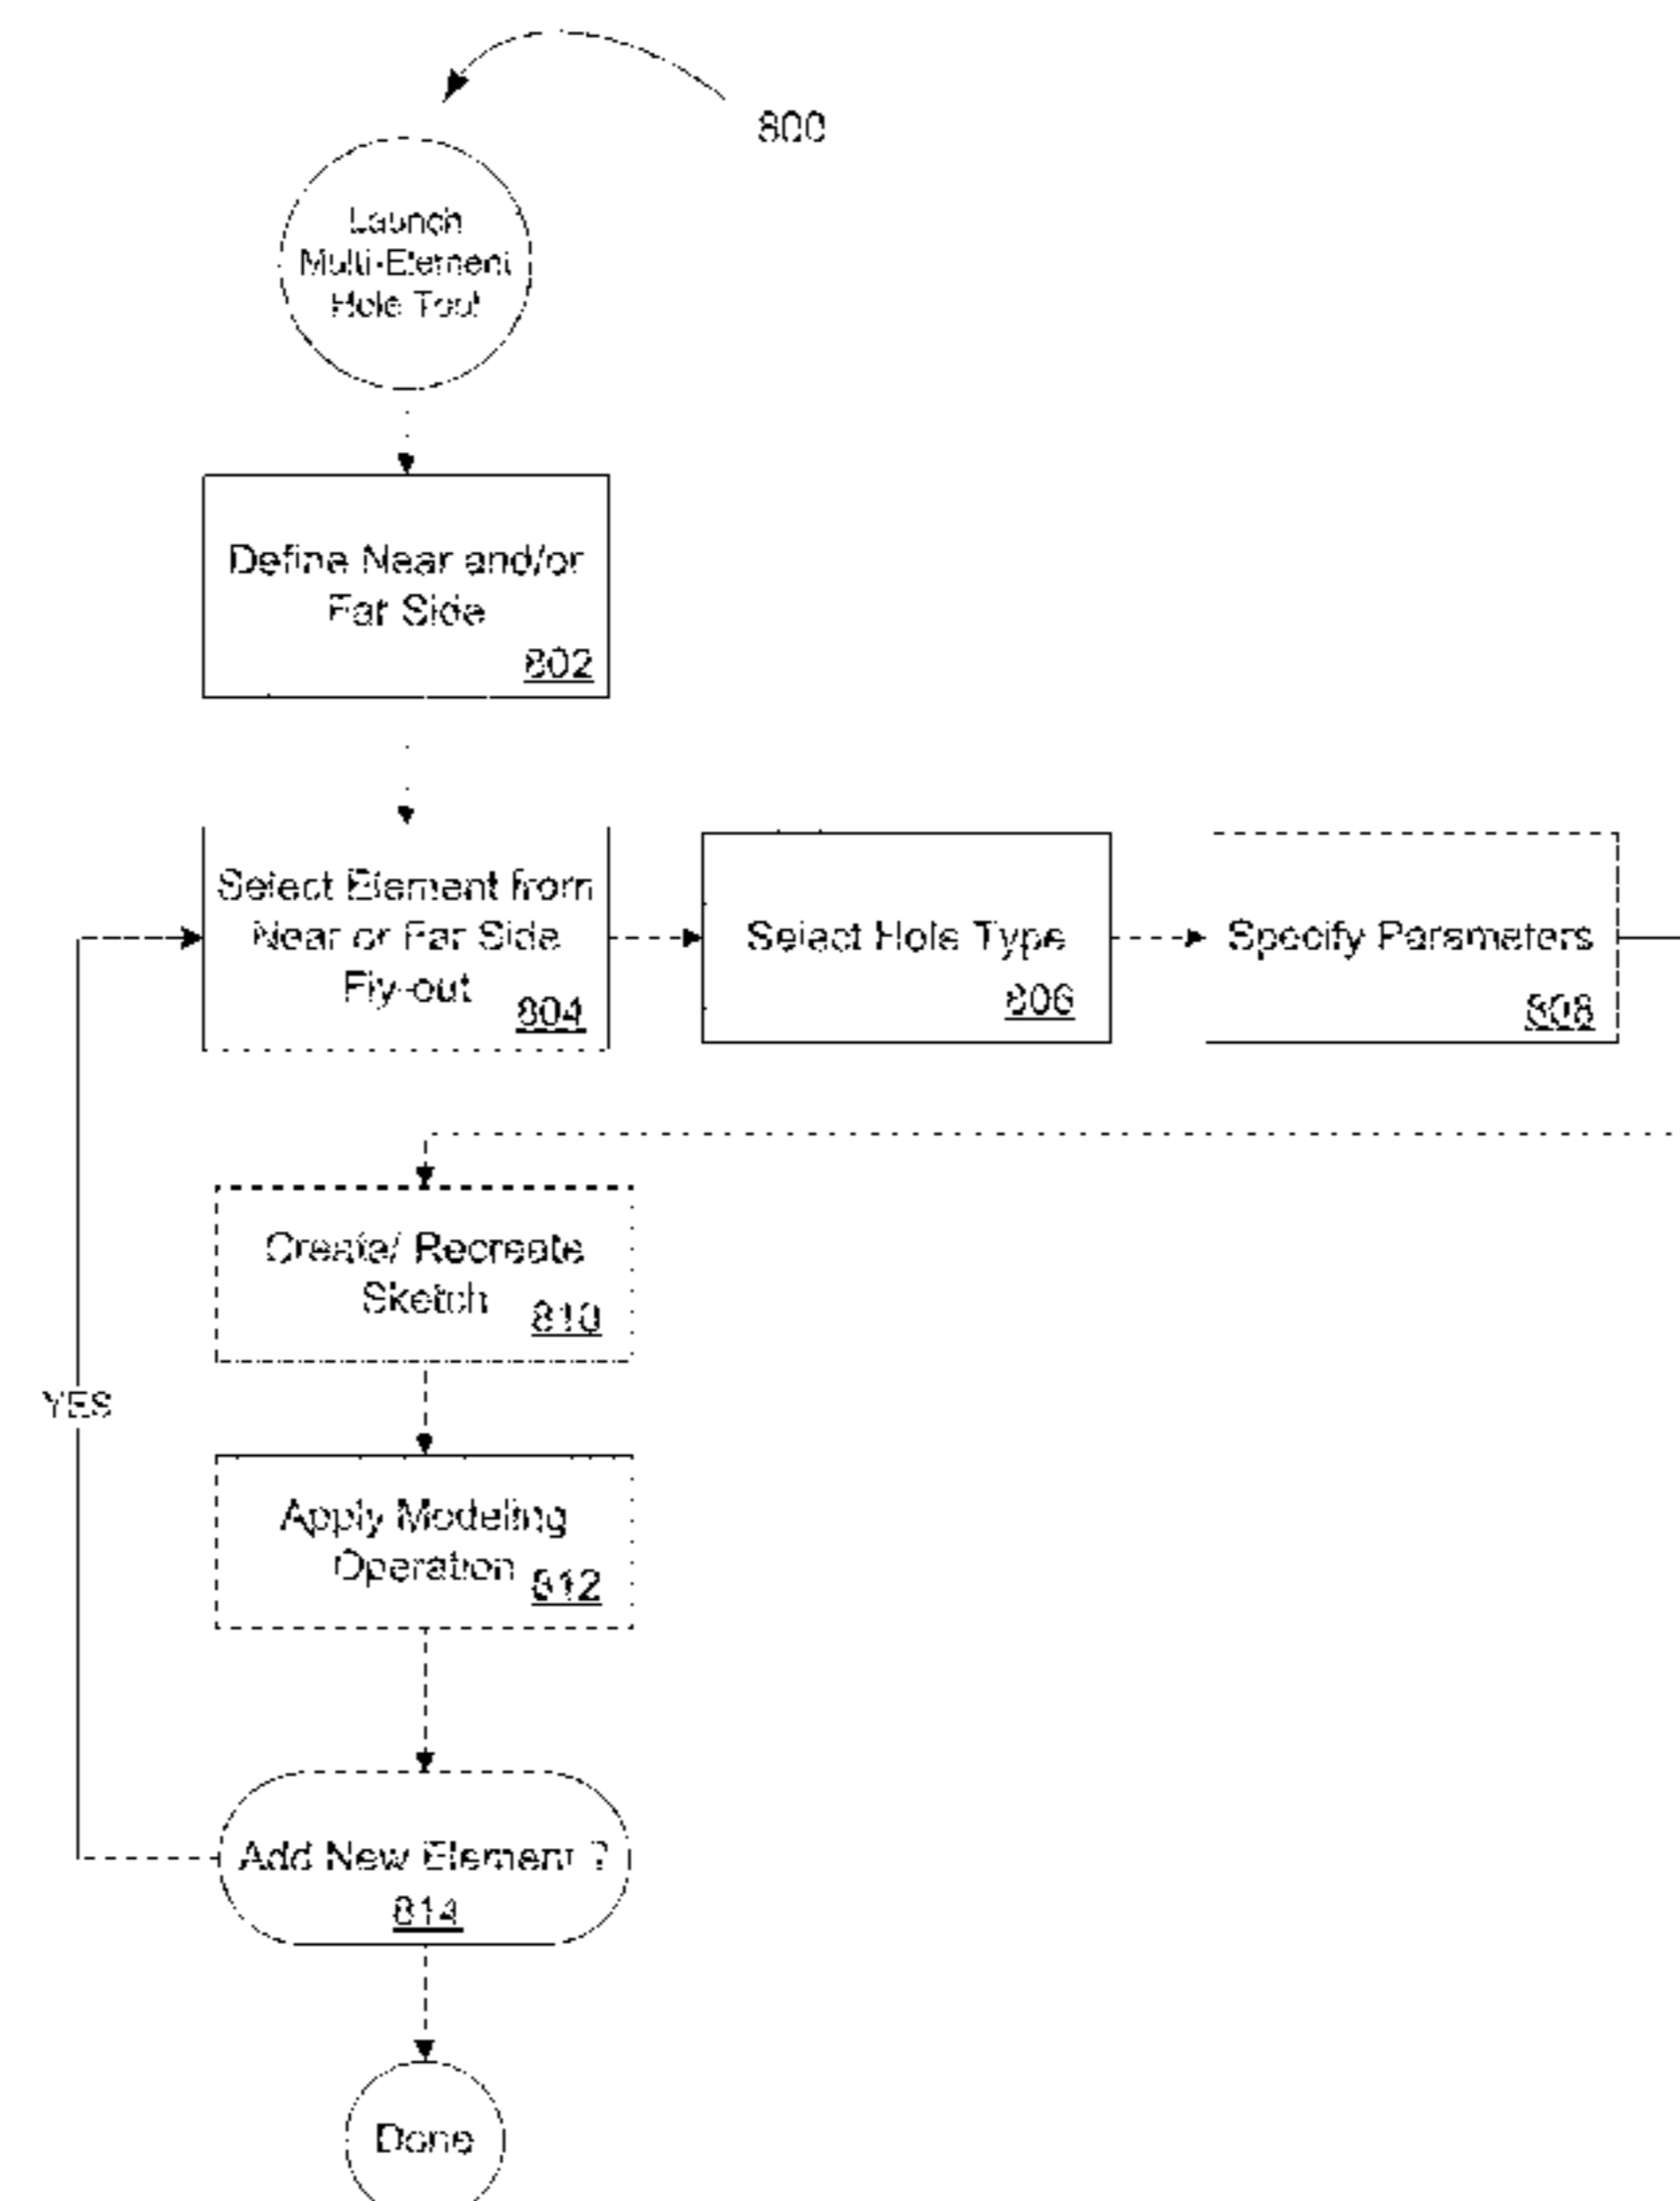 800
Launch
Multi-Element
Hole Tool
Define Near and/or
Far Side
802
Select Element from
Near or Far Side
Fly-out
804
Select Hole Type
806
Specify Parameters
808
Create/ Recreate
Sketch
810
YES
Apply Modeling
Operation
812
Add New Element ?
814
Done